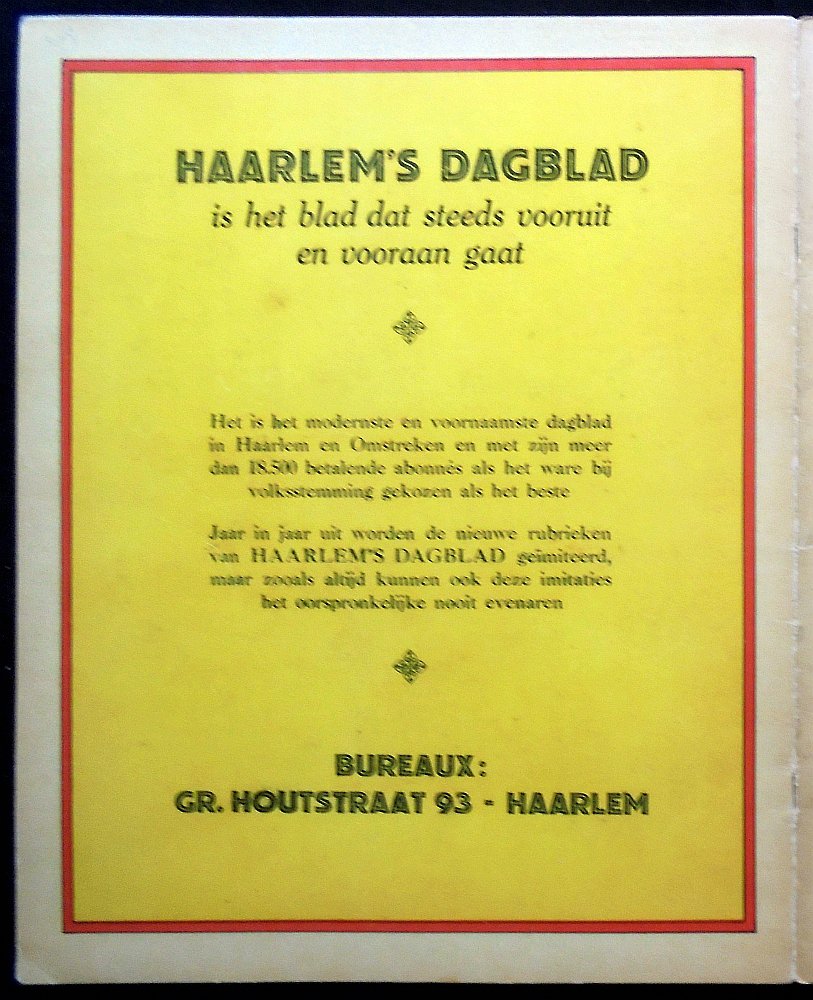 HAARLEM'S DAGBLAD
is het blad dat steeds vooruit
en vooraan gaat
Het is het modernste en voornaamste dagblad
in Haarlem en Omstreken en met zijn meer
dan 18.500 betalende abonnés als het ware bij
volksstemming gekozen als het beste
Jaar in jaar uit worden de nieuwe rubrieken
van HAARLEM'S DAGBLAD geïmiteerd,
maar zooals altijd kunnen ook deze imitaties
het oorspronkelijke nooit evenaren
BUREAUX:
GR. HOUTSTRAAT 93 - HAARLEM